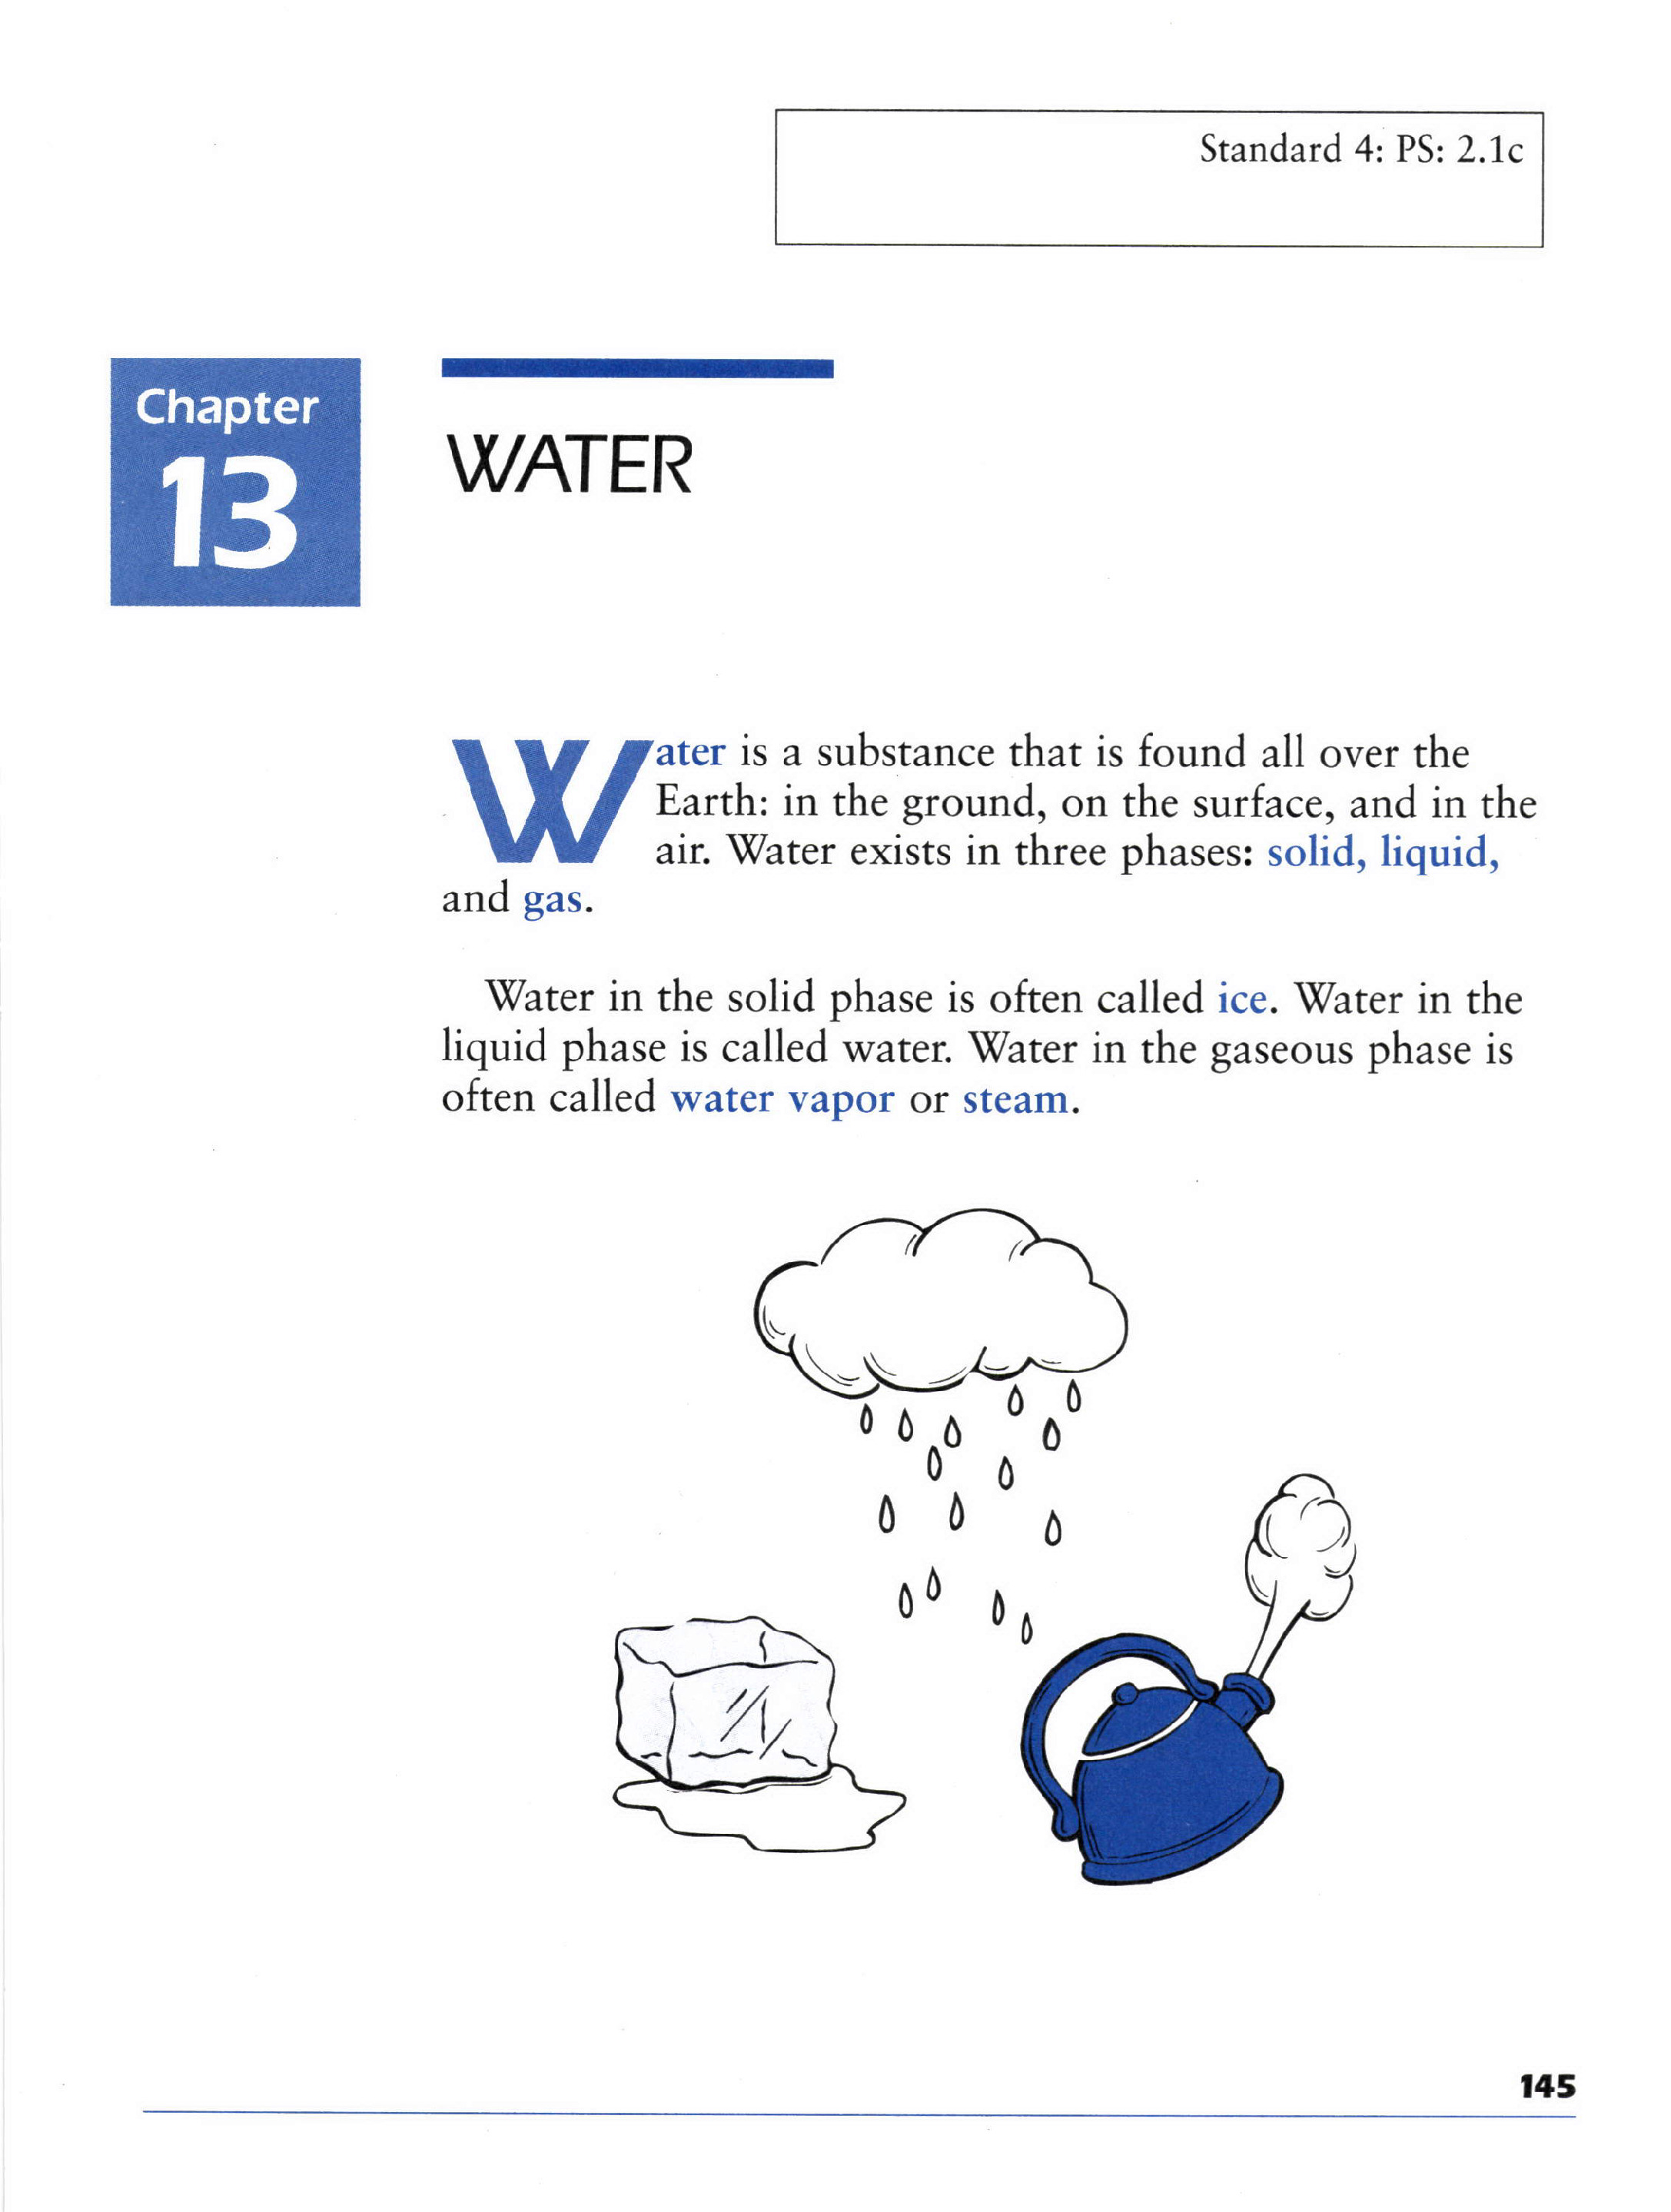 Standard 4: PS: 2.1c
Chapter
13
WATER
Water is a substance that is found all over the
Earth: in the ground, on the surface, and in the
air. Water exists in three phases: solid, liquid,
and gas.
Water in the solid phase is often called ice. Water in the
liquid phase is called water. Water in the gaseous phase is
often called water vapor or steam.
145